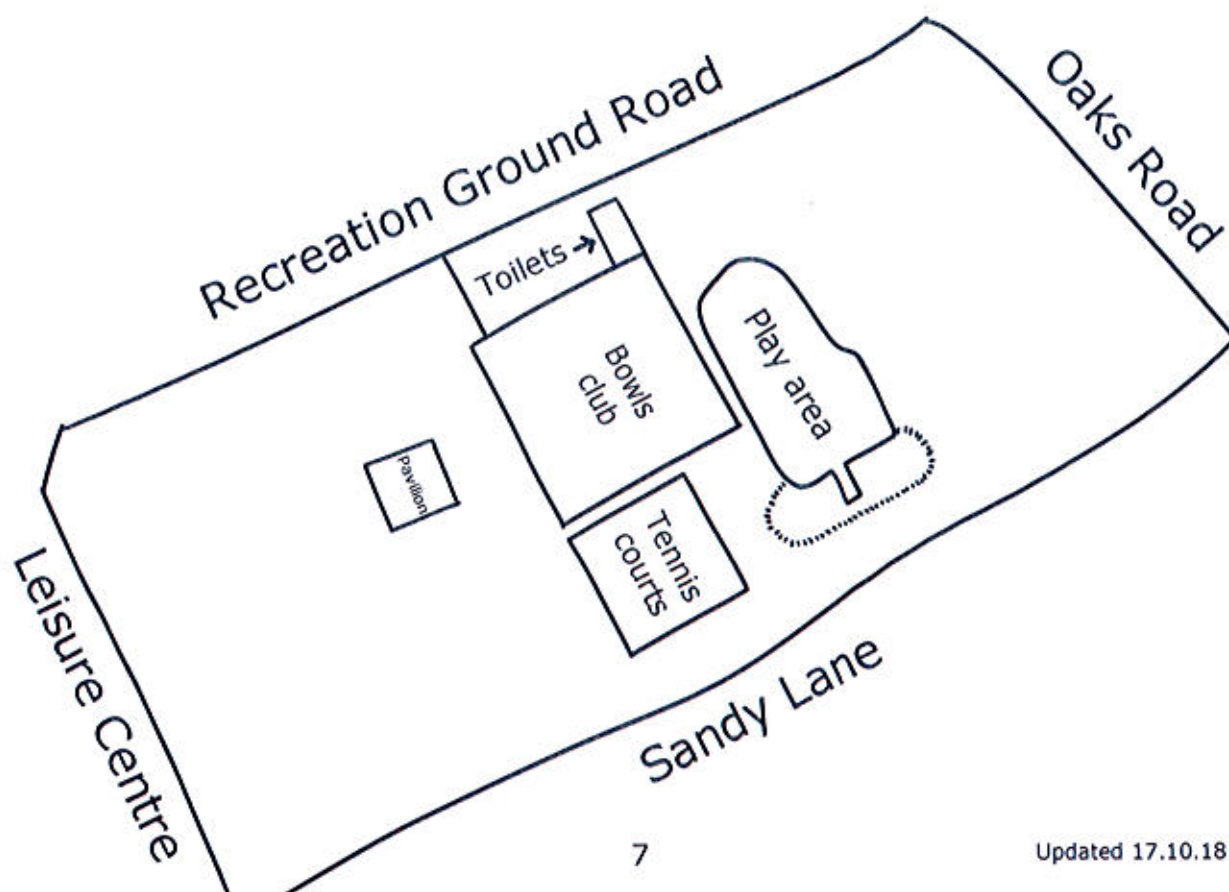 Recreation Ground Road
Oaks Road
Toilets
Play area
Bowls
club
Pavilion
Tennis
courts
Leisure Centre
Sandy Lane
7
Updated 17.10.18